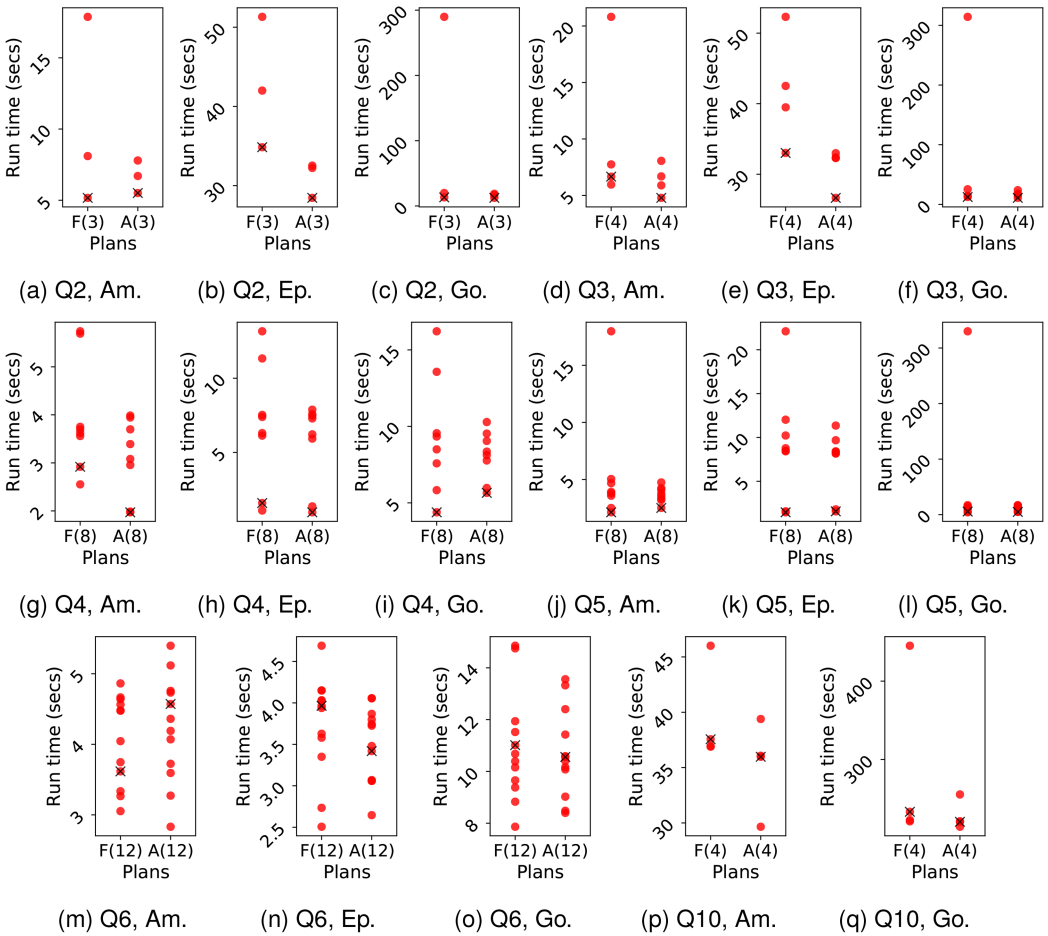 Run time (secs)
15
10
5
F(3) A(3)
Plans
(a) Q2, Am.
Run time (secs)
50
40
30
F(3) A(3)
Plans
(b) Q2, Ep.
Run time (secs)
300
200
100
0
F(3) A(3)
Plans
(c) Q2, Go.
Run time (secs)
20
15
10
5
F(4) A(4)
Plans
(d) Q3, Am.
Run time (secs)
50
40
30
F(4) A(4)
Plans
(e) Q3, Ep.
Run time (secs)
300
200
100
0
F(4) A(4)
Plans
(f) Q3, Go.
Run time (secs)
5
4
3
2
F(8) A(8)
Plans
(g) Q4, Am.
Run time (secs)
10
5
F(8) A(8)
Plans
(h) Q4, Ep.
Run time (secs)
15
10
5
F(8) A(8)
Plans
(i) Q4, Go.
Run time (secs)
15
10
5
F(8) A(8)
Plans
(j) Q5, Am.
Run time (secs)
20
15
10
5
F(8) A(8)
Plans
(k) Q5, Ep.
Run time (secs)
300
200
100
0
F(8) A(8)
Plans
(l) Q5, Go.
Run time (secs)
5
4
3
F(12) A(12)
Plans
(m) Q6, Am.
Run time (secs)
4.5
4.0
3.5
3.0
2.5
F(12) A(12)
Plans
(n) Q6, Ep.
Run time (secs)
14
12
10
8
F(12) A(12)
Plans
(o) Q6, Go.
Run time (secs)
45
40
35
30
F(4) A(4)
Plans
(p) Q10, Am.
Run time (secs)
400
300
F(4) A(4)
Plans
(q) Q10, Go.